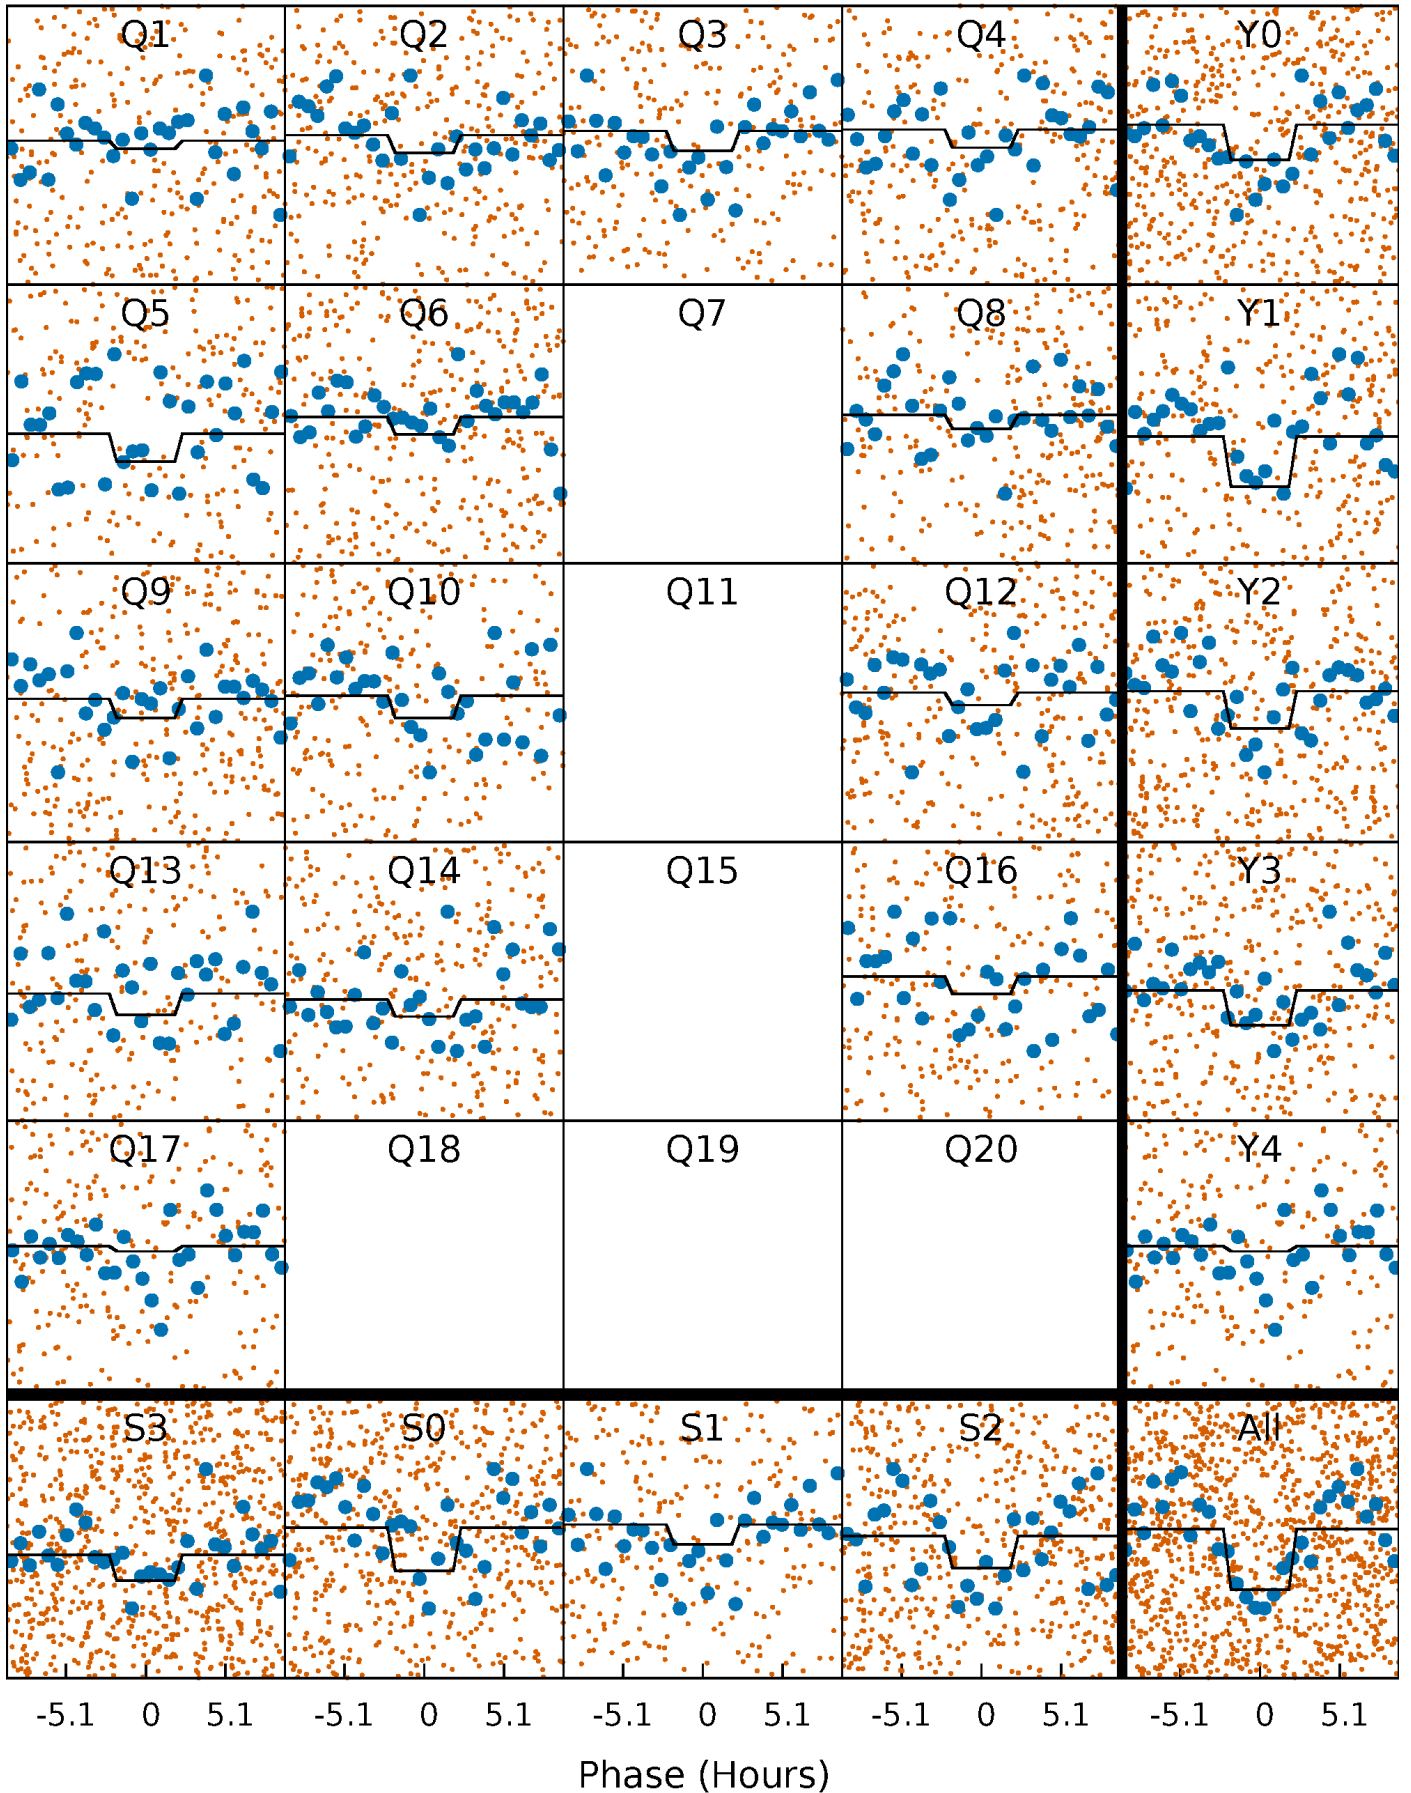 Q1 Q2 Q3 Q4 Y0
Q5 Q6 Q7 Q8 Y1
Q9 Q10 Q11 Q12 Y2
Q13 Q14 Q15 Q16 Y3
Q17 Q18 Q19 Q20 Y4
S3 S0 S1 S2 All
-5.1 0 5.1 -5.1 0 5.1 -5.1 0 5.1 -5.1 0 5.1 -5.1 0 5.1
Phase (Hours)